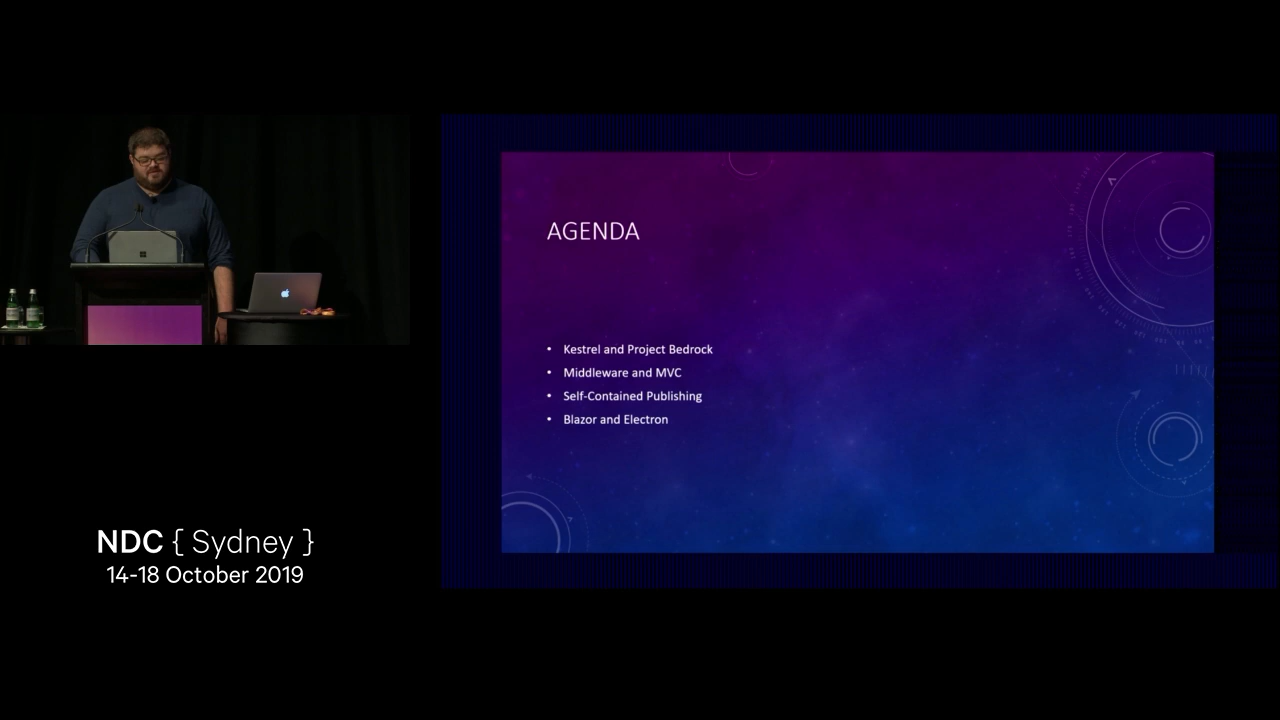 AGENDA
• Kestrel and Project Bedrock
• Middleware and MVC
• Self-Contained Publishing
• Blazor and Electron
NDC { Sydney }
14-18 October 2019